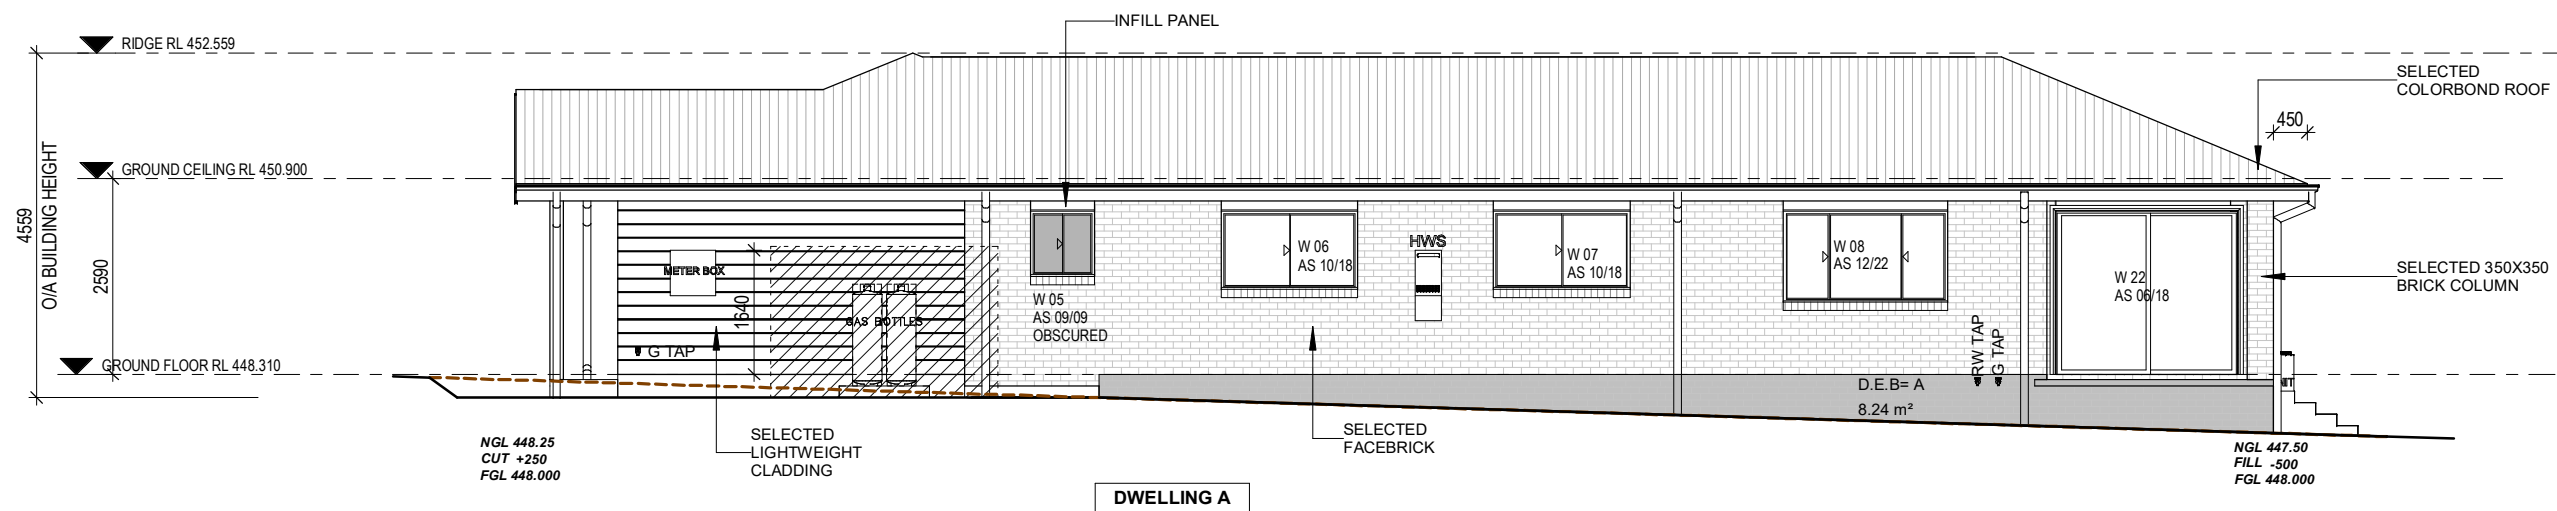 INFILL PANEL
RIDGE RL 452.559
SELECTED
COLORBOND ROOF
450
GROUND CEILING RL 450.900
4559
O/A BUILDING HEIGHT
2590
HWS
W 06
AS 10/18
W 07
AS 10/18
W 08
AS 12/22
METER BOX
W 22
AS 06/18
SELECTED 350X350
BRICK COLUMN
W 05
AS 09/09
OBSCURED
1640
GAS BOTTLES
G TAP
RW TAP
G TAP
GROUND FLOOR RL 448.310
D.E.B= A
8.24 m²
SELECTED
LIGHTWEIGHT
CLADDING
SELECTED
FACEBRICK
NGL 448.25
CUT +250
FGL 448.000
NGL 447.50
FILL -500
FGL 448.000
DWELLING A